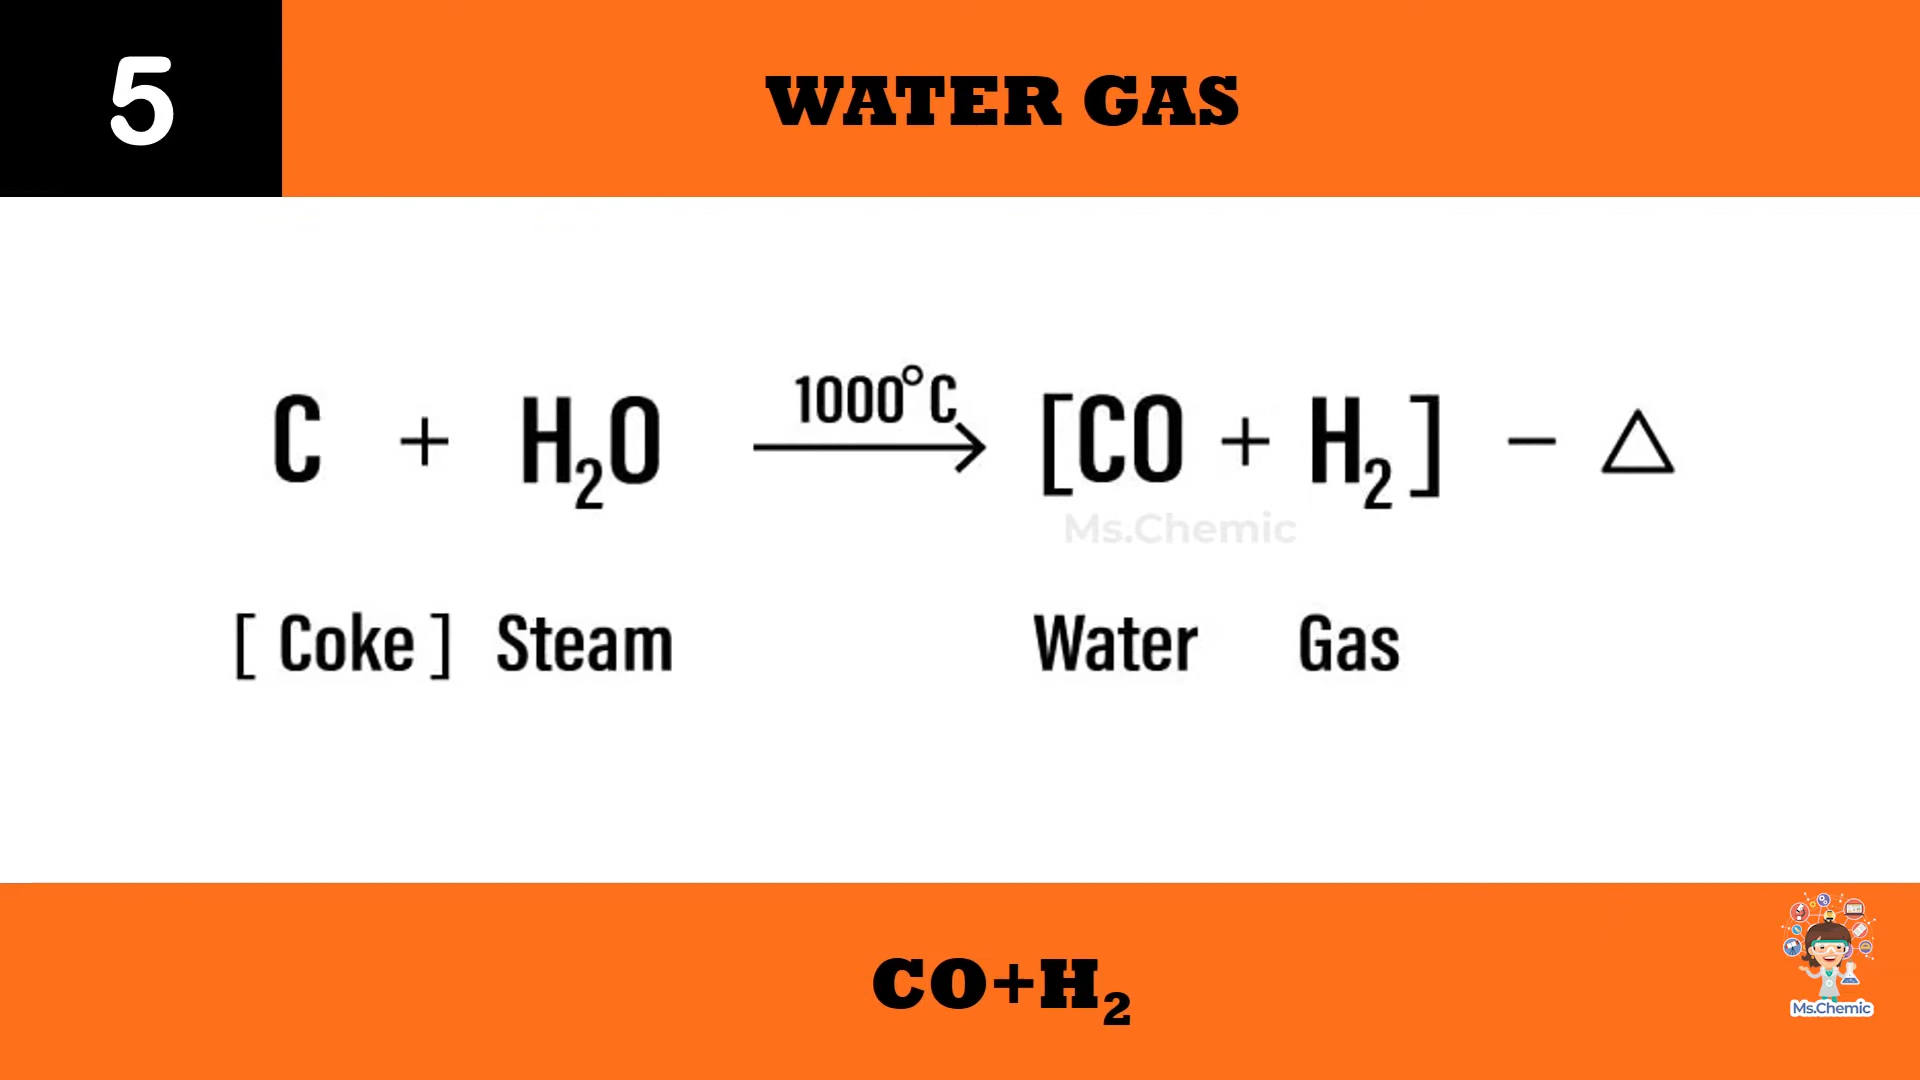 5
WATER GAS
C + H₂O 1000°C → [CO + H₂] − △
Ms.Chemic
[ Coke ] Steam Water Gas
CO+H₂
Ms.Chemic